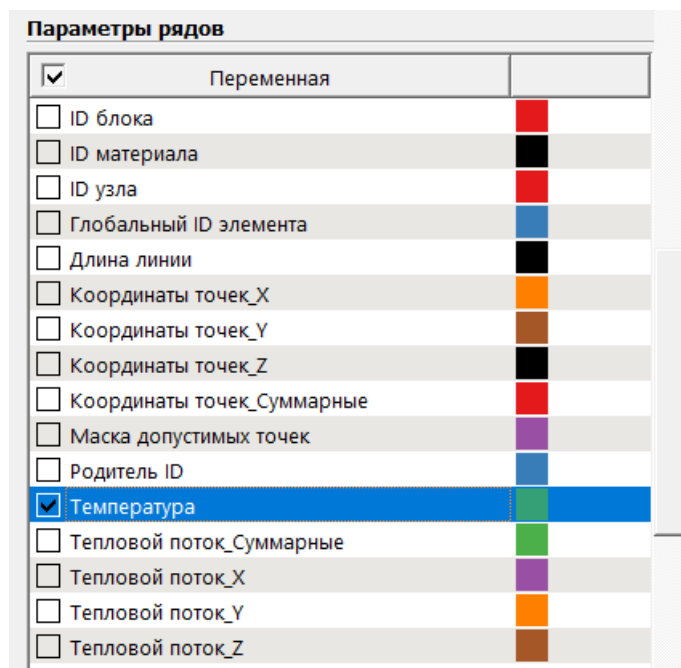 Параметры рядов
Переменная
ID блока
ID материала
ID узла
Глобальный ID элемента
Длина линии
Координаты точек_X
Координаты точек_Y
Координаты точек_Z
Координаты точек_Суммарные
Маска допустимых точек
Родитель ID
Температура
Тепловой поток_Суммарные
Тепловой поток_X
Тепловой поток_Y
Тепловой поток_Z